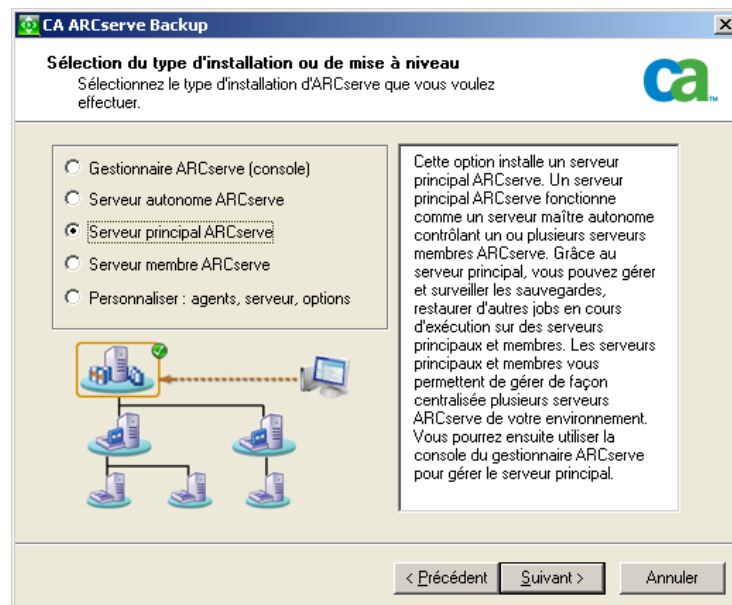 CA ARCserve Backup
Sélection du type d'installation ou de mise à niveau
Sélectionnez le type d'installation d'ARCserve que vous voulez
effectuer.
ca
TM
Gestionnaire ARCserve (console)
Serveur autonome ARCserve
Serveur principal ARCserve
Serveur membre ARCserve
Personnaliser : agents, serveur, options
Cette option installe un serveur
principal ARCserve. Un serveur
principal ARCserve fonctionne
comme un serveur maître autonome
contrôlant un ou plusieurs serveurs
membres ARCserve. Grâce au
serveur principal, vous pouvez gérer
et surveiller les sauvegardes,
restaurer d'autres jobs en cours
d'exécution sur des serveurs
principaux et membres. Les serveurs
principaux et membres vous
permettent de gérer de façon
centralisée plusieurs serveurs
ARCserve de votre environnement.
Vous pourrez ensuite utiliser la
console du gestionnaire ARCserve
pour gérer le serveur principal.
< Précédent
Suivant >
Annuler